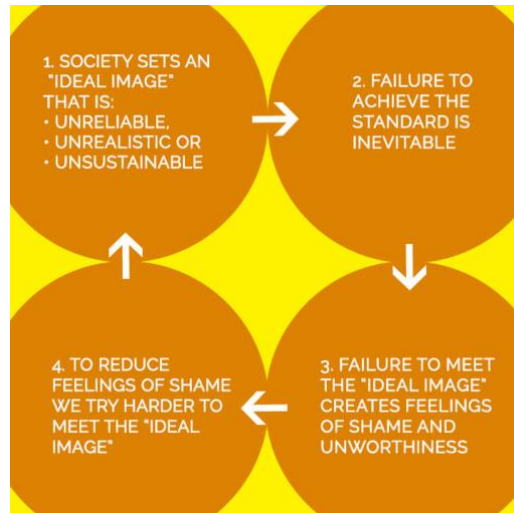 1. SOCIETY SETS AN
"IDEAL IMAGE"
THAT IS:
• UNRELIABLE,
• UNREALISTIC OR
• UNSUSTAINABLE
2. FAILURE TO
ACHIEVE THE
STANDARD IS
INEVITABLE
3. FAILURE TO MEET
THE "IDEAL IMAGE"
CREATES FEELINGS
OF SHAME AND
UNWORTHINESS
4. TO REDUCE
FEELINGS OF SHAME
WE TRY HARDER TO
MEET THE "IDEAL
IMAGE"